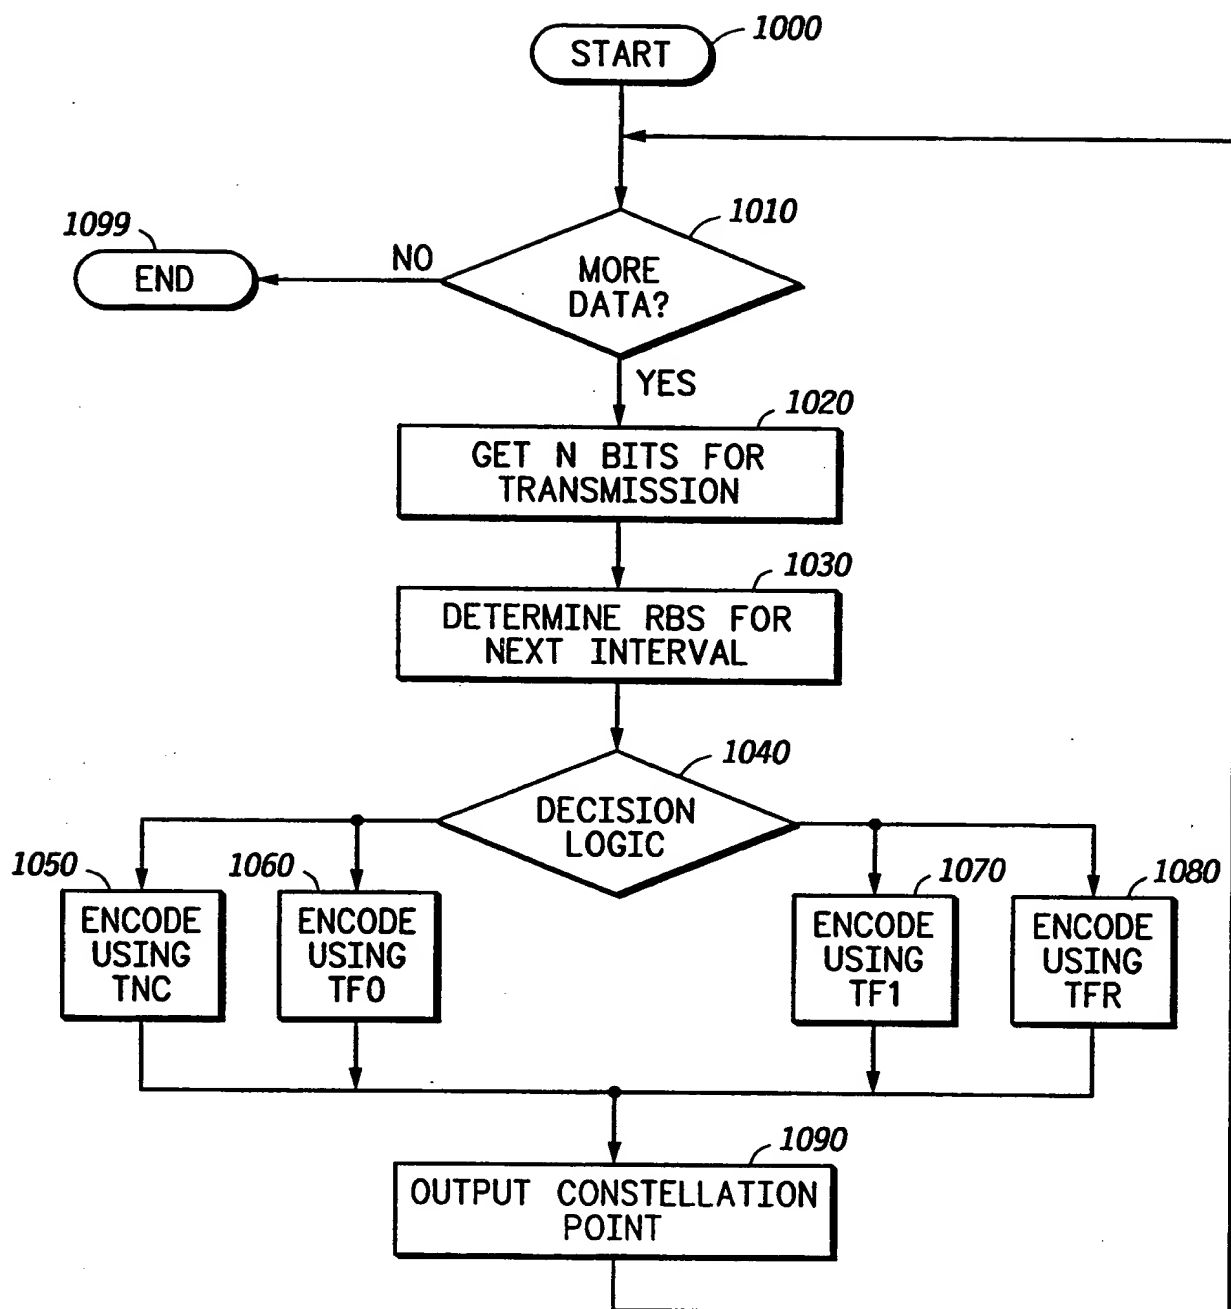 1000
START
1010
1099
NO
END
MORE
DATA?
YES
1020
GET N BITS FOR
TRANSMISSION
1030
DETERMINE RBS FOR
NEXT INTERVAL
1040
DECISION
LOGIC
1050
ENCODE
USING
TNC
1060
ENCODE
USING
TF0
1070
ENCODE
USING
TF1
1080
ENCODE
USING
TFR
1090
OUTPUT CONSTELLATION
POINT